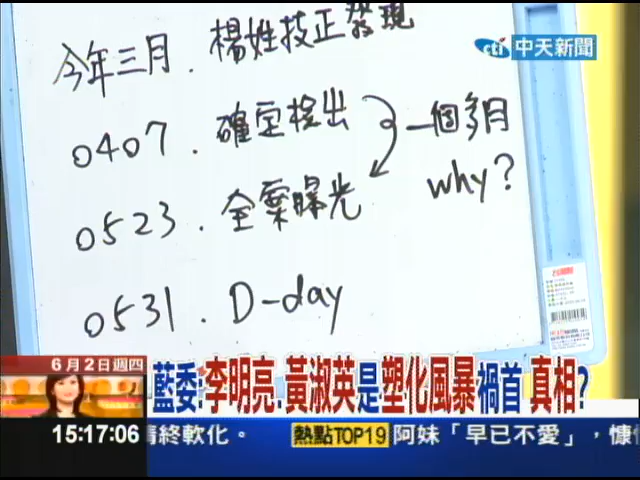 今年三月.楊姓技正發現
cti 中天新聞
0407.確定檢出
一個多月
why?
0523.全案曝光
0531.D-day
6月2日週四
藍委:李明亮.黃淑英是塑化風暴禍首 真相?
15:17:06
情終軟化。 熱點TOP19 阿妹「早已不愛」,慷